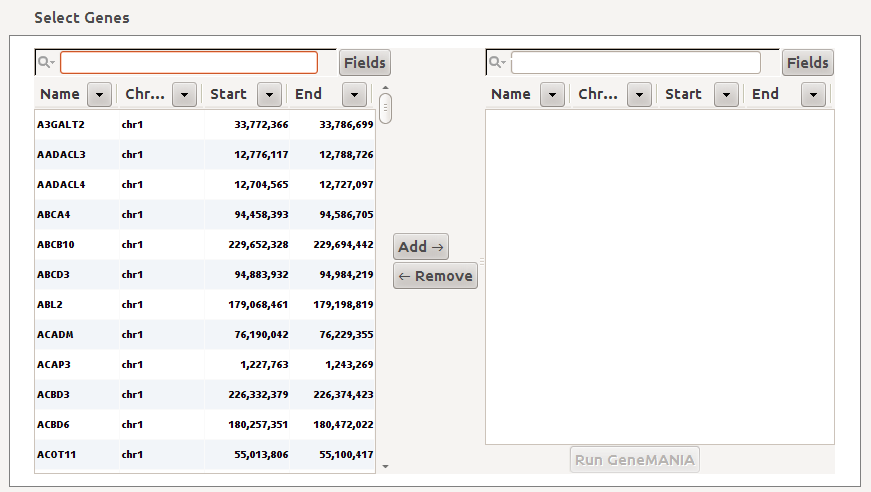 Select Genes
Fields
Fields
Name Chr... Start End
Name Chr... Start End
A3GALT2 chr1 33,772,366 33,786,699
AADACL3 chr1 12,776,117 12,788,726
AADACL4 chr1 12,704,565 12,727,097
ABCA4 chr1 94,458,393 94,586,705
ABCB10 chr1 229,652,328 229,694,442
ABCD3 chr1 94,883,932 94,984,219
ABL2 chr1 179,068,461 179,198,819
ACADM chr1 76,190,042 76,229,355
ACAP3 chr1 1,227,763 1,243,269
ACBD3 chr1 226,332,379 226,374,423
ACBD6 chr1 180,257,351 180,472,022
ACOT11 chr1 55,013,806 55,100,417
Add →
← Remove
Run GeneMANIA